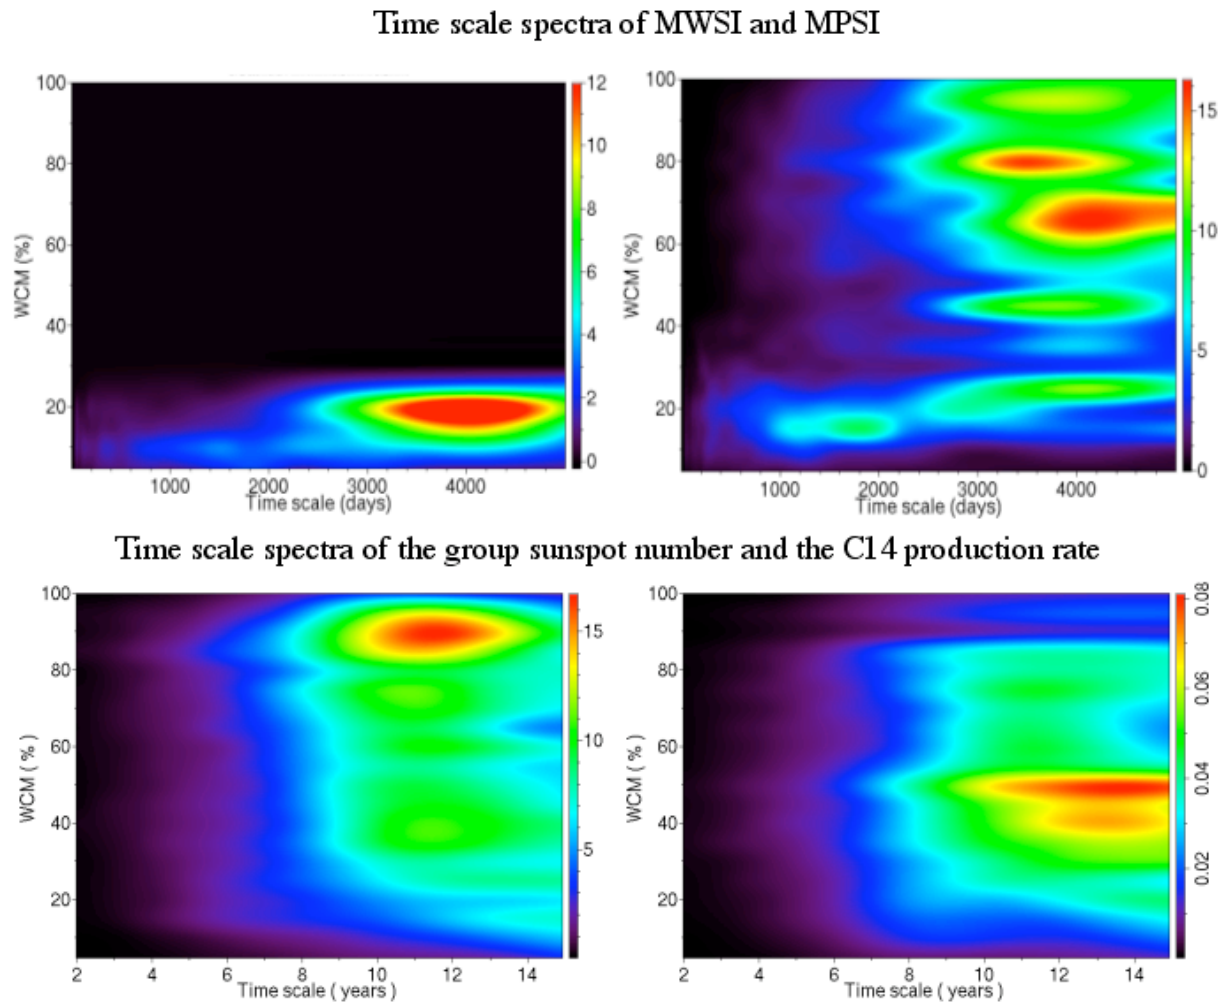 Time scale spectra of MWSI and MPSI
100
80
60
40
20
WCM (%)
1000 2000 3000 4000
Time scale (days)
12
10
8
6
4
2
0
100
80
60
40
20
WCM (%)
1000 2000 3000 4000
Time scale (days)
15
10
5
0
Time scale spectra of the group sunspot number and the C14 production rate
100
80
60
40
20
WCM ( % )
2 4 6 8 10 12 14
Time scale ( years )
15
10
5
100
80
60
40
20
WCM ( % )
2 4 6 8 10 12 14
Time scale ( years )
0.08
0.06
0.04
0.02